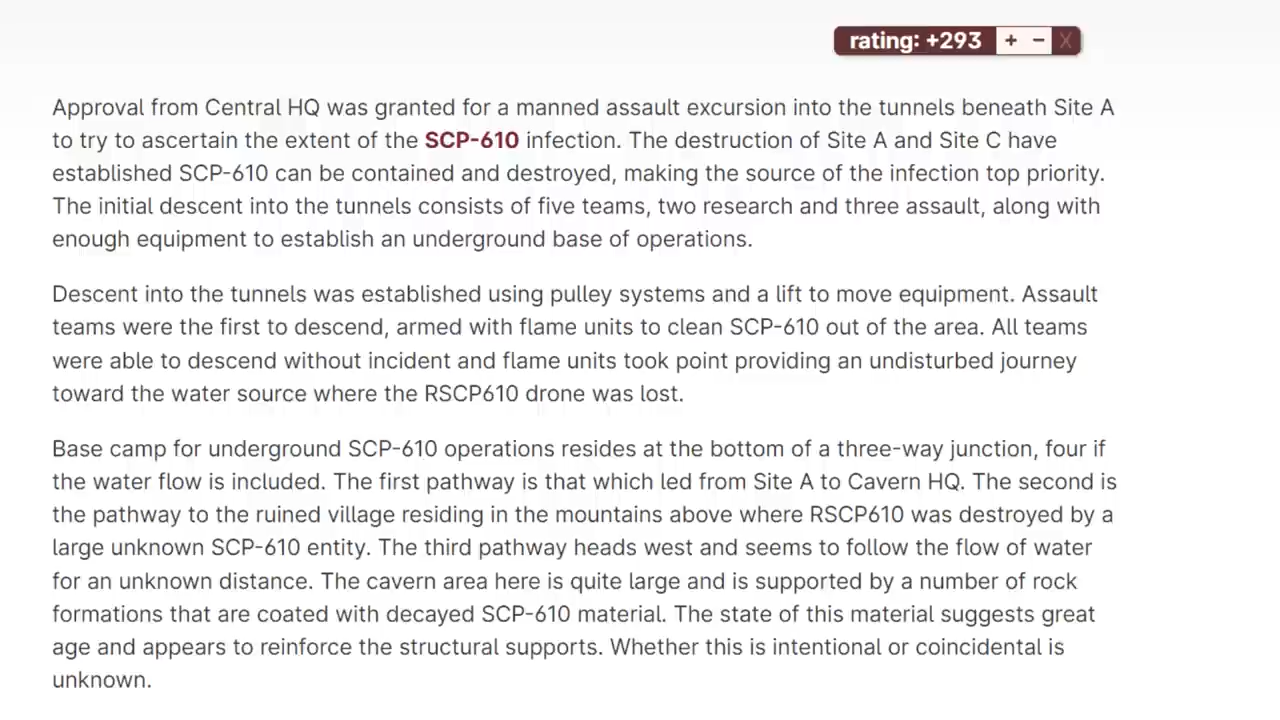 rating: +293 + − X
Approval from Central HQ was granted for a manned assault excursion into the tunnels beneath Site A
to try to ascertain the extent of the SCP-610 infection. The destruction of Site A and Site C have
established SCP-610 can be contained and destroyed, making the source of the infection top priority.
The initial descent into the tunnels consists of five teams, two research and three assault, along with
enough equipment to establish an underground base of operations.
Descent into the tunnels was established using pulley systems and a lift to move equipment. Assault
teams were the first to descend, armed with flame units to clean SCP-610 out of the area. All teams
were able to descend without incident and flame units took point providing an undisturbed journey
toward the water source where the RSCP610 drone was lost.
Base camp for underground SCP-610 operations resides at the bottom of a three-way junction, four if
the water flow is included. The first pathway is that which led from Site A to Cavern HQ. The second is
the pathway to the ruined village residing in the mountains above where RSCP610 was destroyed by a
large unknown SCP-610 entity. The third pathway heads west and seems to follow the flow of water
for an unknown distance. The cavern area here is quite large and is supported by a number of rock
formations that are coated with decayed SCP-610 material. The state of this material suggests great
age and appears to reinforce the structural supports. Whether this is intentional or coincidental is
unknown.